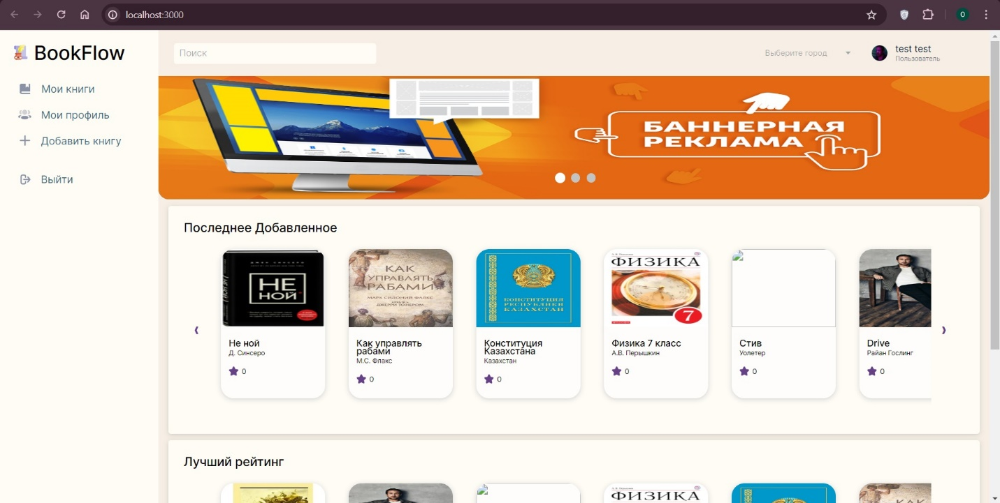 localhost:3000
O
BookFlow
Поиск
Выберите город
test test
Пользователь
Мои книги
Мои профиль
Добавить книгу
Выйти
БАННЕРНАЯ
РЕКЛАМА
Последнее Добавленное
НЕ
НОЙ
КАК
УПРАВЛЯТЬ
РАБАМИ
МАРК СИДОНИЙ ФАЛКС
ДЖЕРРИ ТОНЕРОМ
КОНСТИТУЦИЯ
РЕСПУБЛИКИ
КАЗАХСТАН
ФИЗИКА
7
Не ной
Д. Синсеро
0
Как управлять
рабами
М.С. Флакс
0
Конституция
Казахстана
Казахстан
0
Физика 7 класс
А.В. Перышкин
0
Стив
Уолетер
0
Drive
Райан Гослинг
0
Лучший рейтинг
ФИЗИКА
КАК